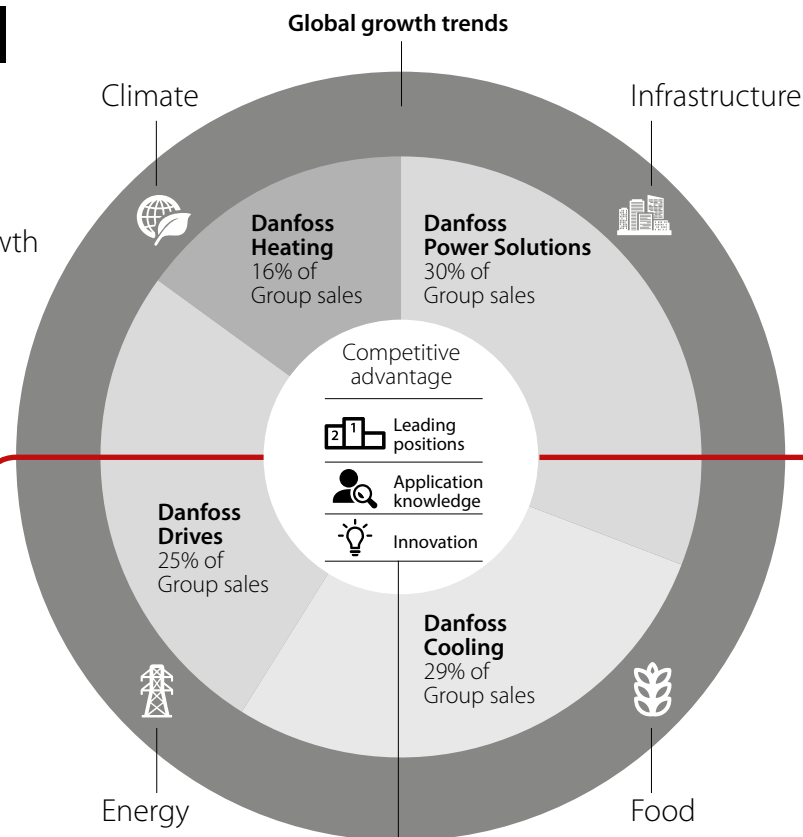 Global growth trends
Climate
Infrastructure
Danfoss
Heating
16% of
Group sales
Danfoss
Power Solutions
30% of
Group sales
Competitive
advantage
2 1
Leading
positions
Application
knowledge
Innovation
Danfoss
Drives
25% of
Group sales
Danfoss
Cooling
29% of
Group sales
Energy
Food